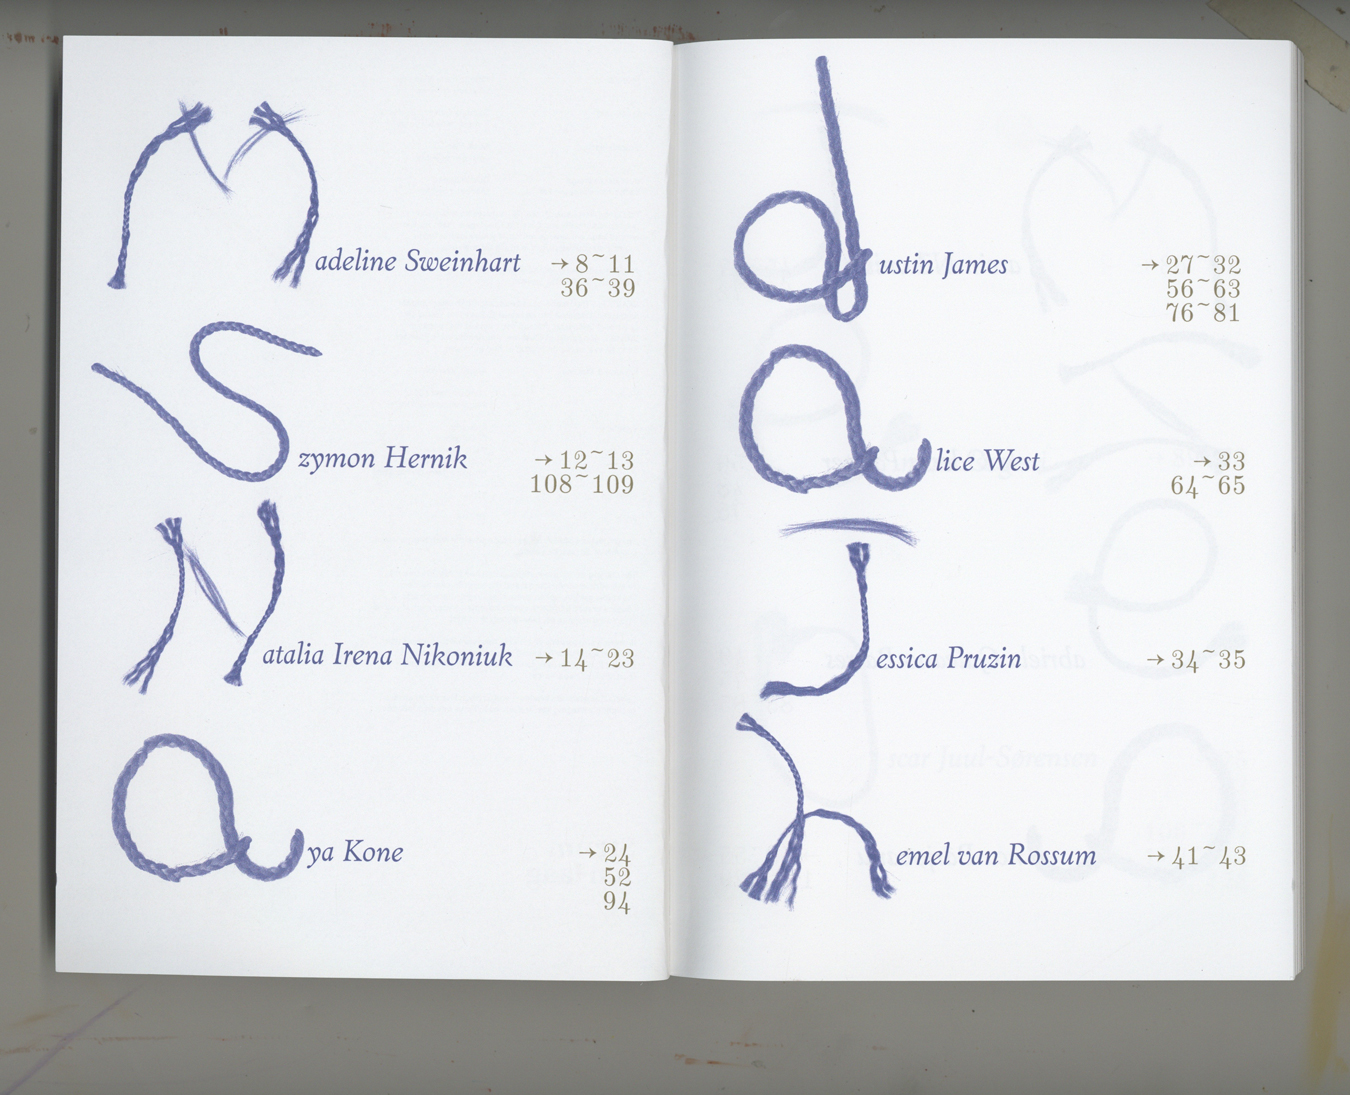 Madeline Sweinhart → 8~11
36~39
Szymon Hernik → 12~13
108~109
Natalia Irena Nikoniuk → 14~23
aya Kone → 24
52
94
dustin James → 27~32
56~63
76~81
alice West → 33
64~65
Jessica Pruzin → 34~35
kemel van Rossum → 41~43